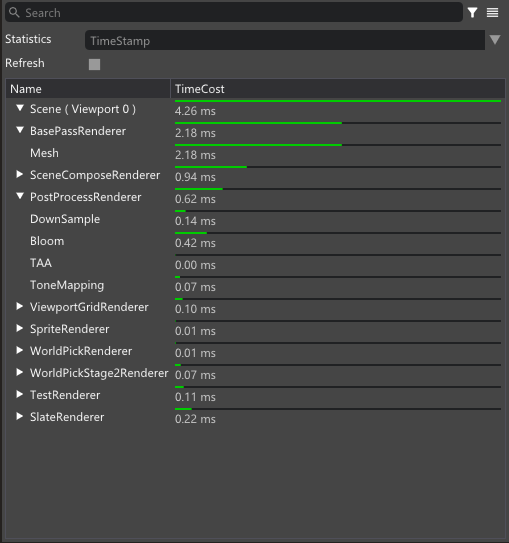 Search
Statistics TimeStamp
Refresh
Name TimeCost
Scene ( Viewport 0 ) 4.26 ms
BasePassRenderer 2.18 ms
Mesh 2.18 ms
SceneComposeRenderer 0.94 ms
PostProcessRenderer 0.62 ms
DownSample 0.14 ms
Bloom 0.42 ms
TAA 0.00 ms
ToneMapping 0.07 ms
ViewportGridRenderer 0.10 ms
SpriteRenderer 0.01 ms
WorldPickRenderer 0.01 ms
WorldPickStage2Renderer 0.07 ms
TestRenderer 0.11 ms
SlateRenderer 0.22 ms